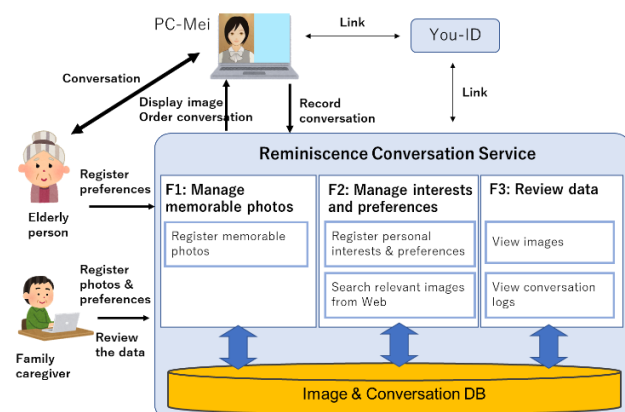 PC-Mei
Link
You-ID
Conversation
Link
Display image
Order conversation
Record
conversation
Reminiscence Conversation Service
Register
preferences
Elderly
person
F1: Manage
memorable photos
Register memorable
photos
F2: Manage interests
and preferences
Register personal
interests & preferences
Search relevant images
from Web
F3: Review data
View images
View conversation
logs
Register
photos &
preferences
Review
the data
Family
caregiver
Image & Conversation DB